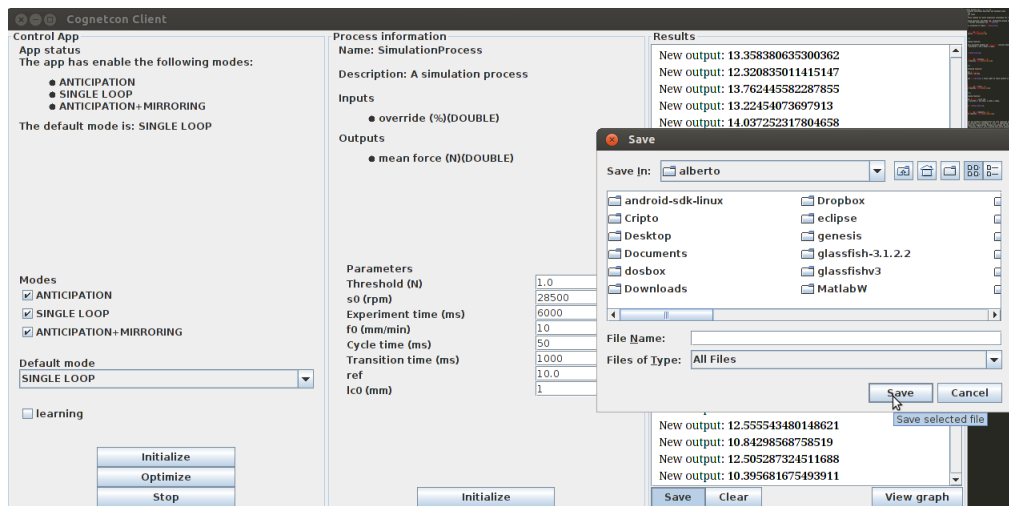 Cognetcon Client
Control App
App status
The app has enable the following modes:
ANTICIPATION
SINGLE LOOP
ANTICIPATION+MIRRORING
The default mode is: SINGLE LOOP
Modes
ANTICIPATION
SINGLE LOOP
ANTICIPATION+MIRRORING
Default mode
SINGLE LOOP
learning
Initialize
Optimize
Stop
Process information
Name: SimulationProcess
Description: A simulation process
Inputs
override (%)(DOUBLE)
Outputs
mean force (N)(DOUBLE)
Parameters
Threshold (N) 1.0
s0 (rpm) 28500
Experiment time (ms) 6000
f0 (mm/min) 10
Cycle time (ms) 50
Transition time (ms) 1000
ref 10.0
lc0 (mm) 1
Initialize
Results
New output: 13.358380635300362
New output: 12.320835011415147
New output: 13.762445582287855
New output: 13.22454073697913
New output: 14.037252317804658
Save
Save In: alberto
android-sdk-linux
Cripto
Desktop
Documents
dosbox
Downloads
Dropbox
eclipse
genesis
glassfish-3.1.2.2
glassfishv3
MatlabW
File Name:
Files of Type: All Files
Save Cancel
Save selected file
New output: 12.555543480148621
New output: 10.84298568758519
New output: 12.505287324511688
New output: 10.395681675493911
Save Clear View graph